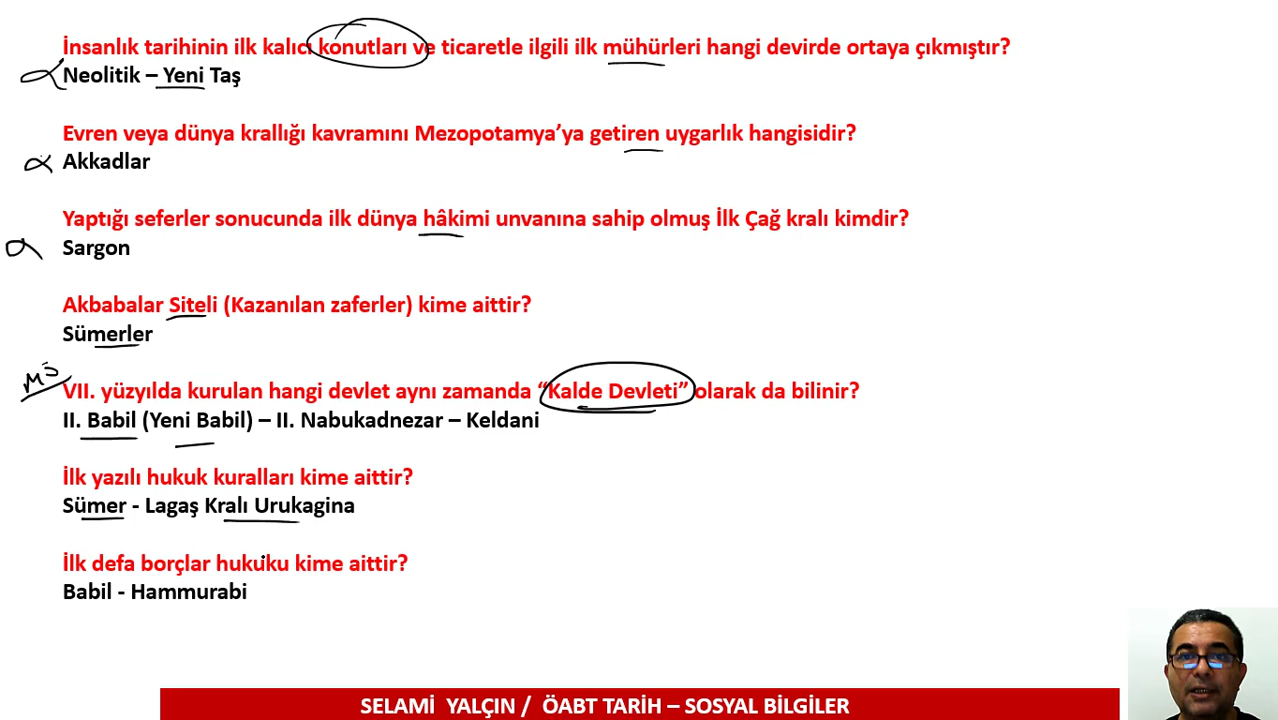 İnsanlık tarihinin ilk kalıcı konutları ve ticaretle ilgili ilk mühürleri hangi devirde ortaya çıkmıştır?
Neolitik – Yeni Taş
Evren veya dünya krallığı kavramını Mezopotamya’ya getiren uygarlık hangisidir?
Akkadlar
Yaptığı seferler sonucunda ilk dünya hâkimi unvanına sahip olmuş İlk Çağ kralı kimdir?
Sargon
Akbabalar Siteli (Kazanılan zaferler) kime aittir?
Sümerler
MÖ
VII. yüzyılda kurulan hangi devlet aynı zamanda “Kalde Devleti” olarak da bilinir?
II. Babil (Yeni Babil) – II. Nabukadnezar – Keldani
İlk yazılı hukuk kuralları kime aittir?
Sümer - Lagaş Kralı Urukagina
İlk defa borçlar hukuku kime aittir?
Babil - Hammurabi
SELAMİ YALÇIN / ÖABT TARİH – SOSYAL BİLGİLER